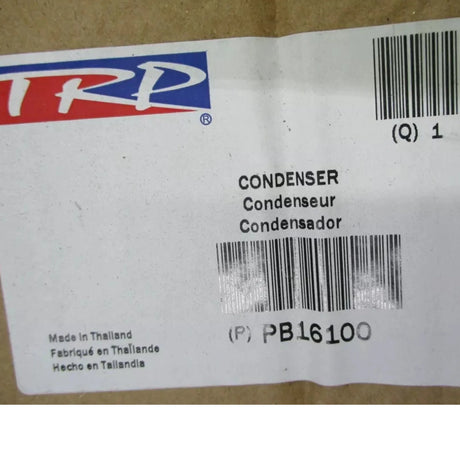 TRP®
(Q) 1
CONDENSER
Condenseur
Condensador
(P) PB16100
Made in Thailand
Fabriqué en Thaïlande
Hecho en Tailandia